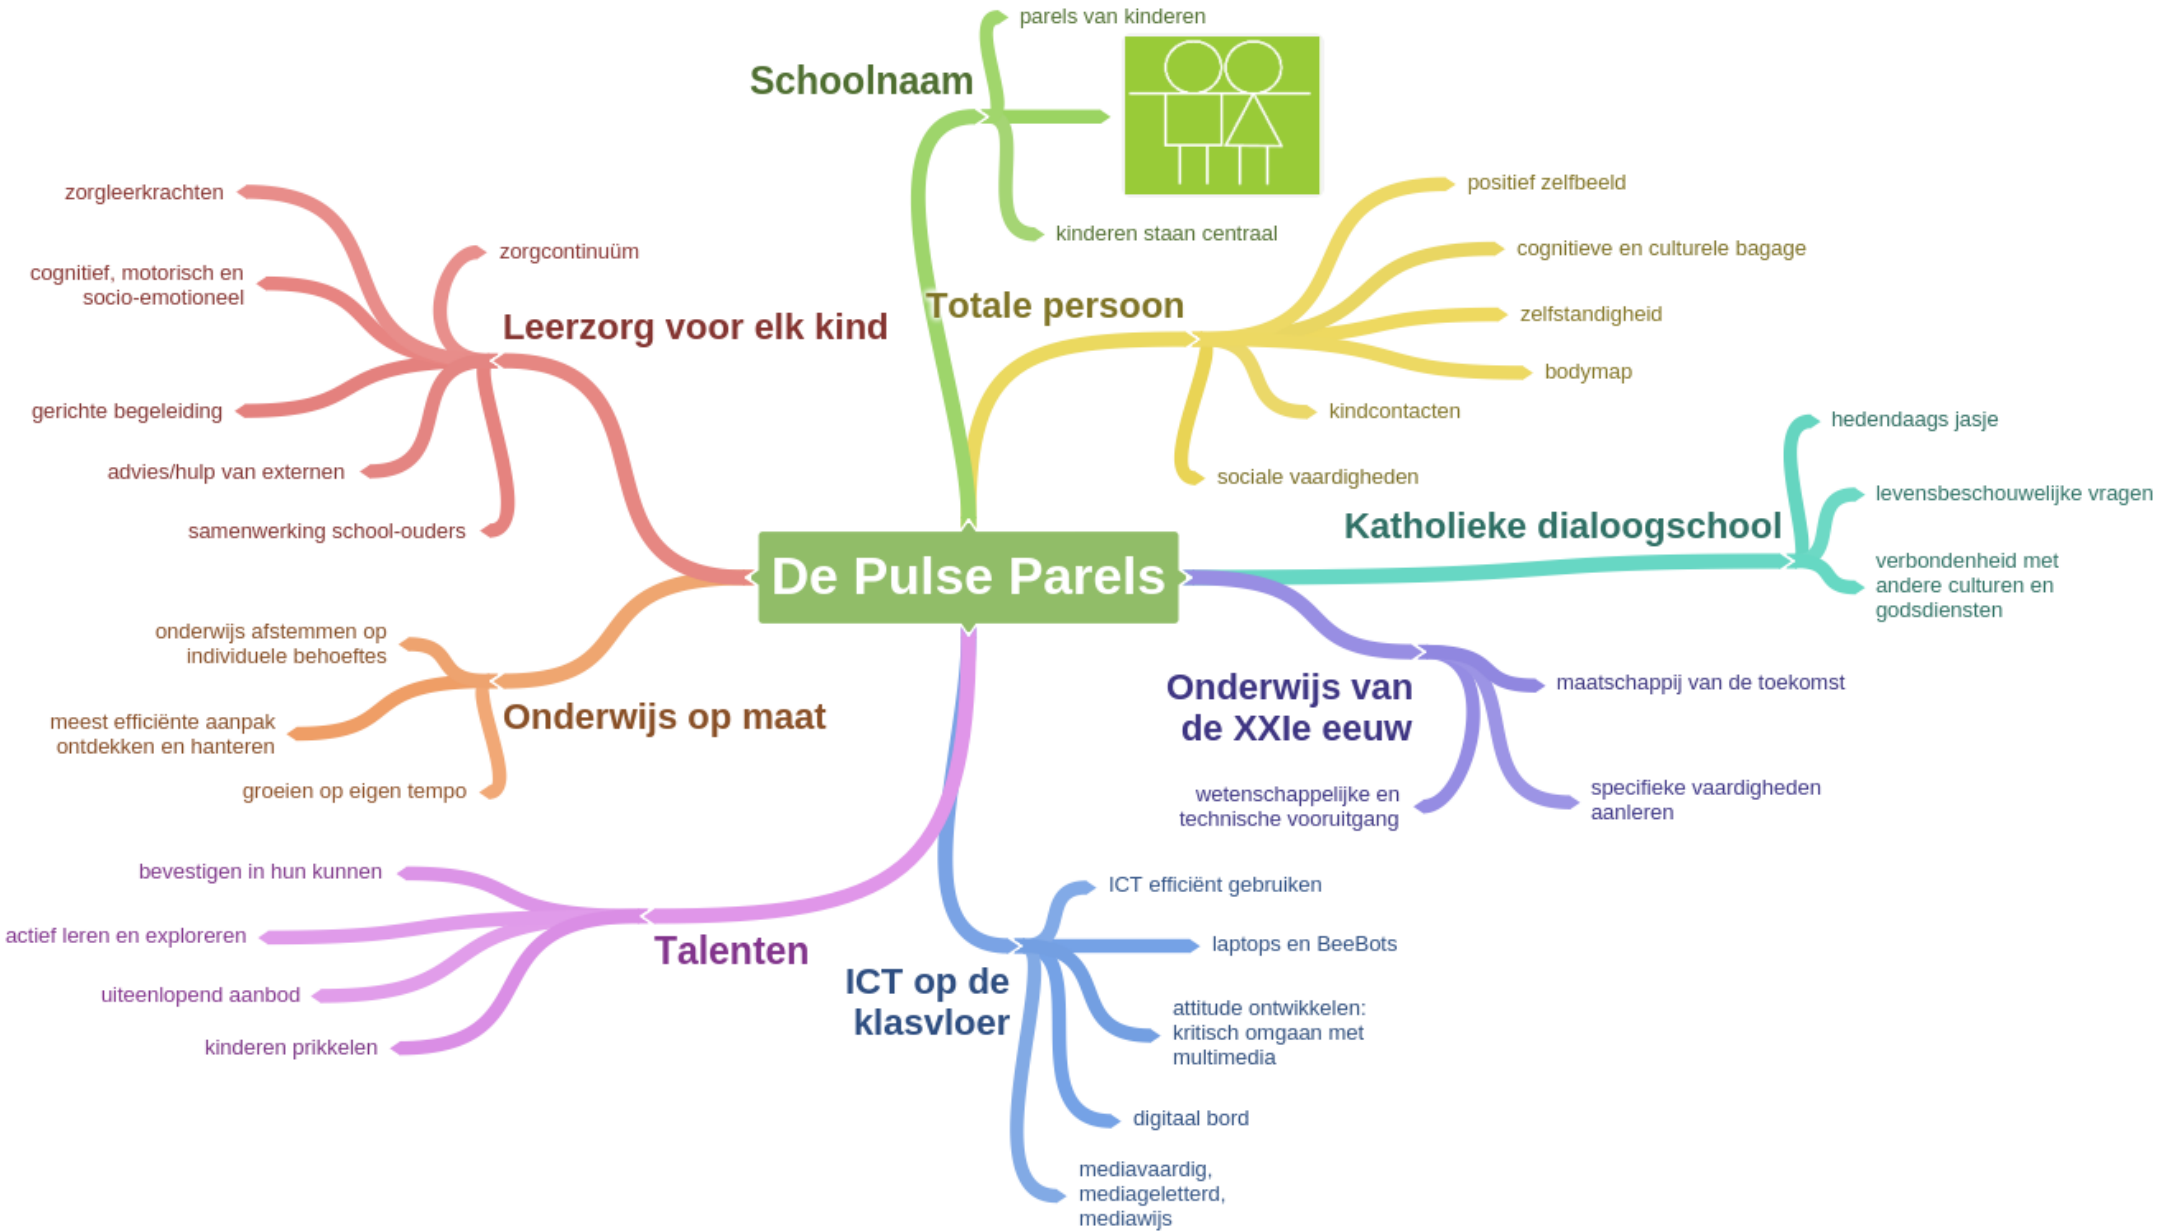 De Pulse Parels
Schoolnaam
parels van kinderen
kinderen staan centraal
Totale persoon
positief zelfbeeld
cognitieve en culturele bagage
zelfstandigheid
bodymap
kindcontacten
sociale vaardigheden
Katholieke dialoogschool
hedendaags jasje
levensbeschouwelijke vragen
verbondenheid met
andere culturen en
godsdiensten
Onderwijs van
de XXIe eeuw
maatschappij van de toekomst
specifieke vaardigheden
aanleren
wetenschappelijke en
technische vooruitgang
ICT op de
klasvloer
ICT efficiënt gebruiken
laptops en BeeBots
attitude ontwikkelen:
kritisch omgaan met
multimedia
digitaal bord
mediavaardig,
mediageletterd,
mediawijs
Talenten
bevestigen in hun kunnen
actief leren en exploreren
uiteenlopend aanbod
kinderen prikkelen
Onderwijs op maat
onderwijs afstemmen op
individuele behoeftes
meest efficiënte aanpak
ontdekken en hanteren
groeien op eigen tempo
Leerzorg voor elk kind
zorgcontinuüm
zorgleerkrachten
cognitief, motorisch en
socio-emotioneel
gerichte begeleiding
advies/hulp van externen
samenwerking school-ouders